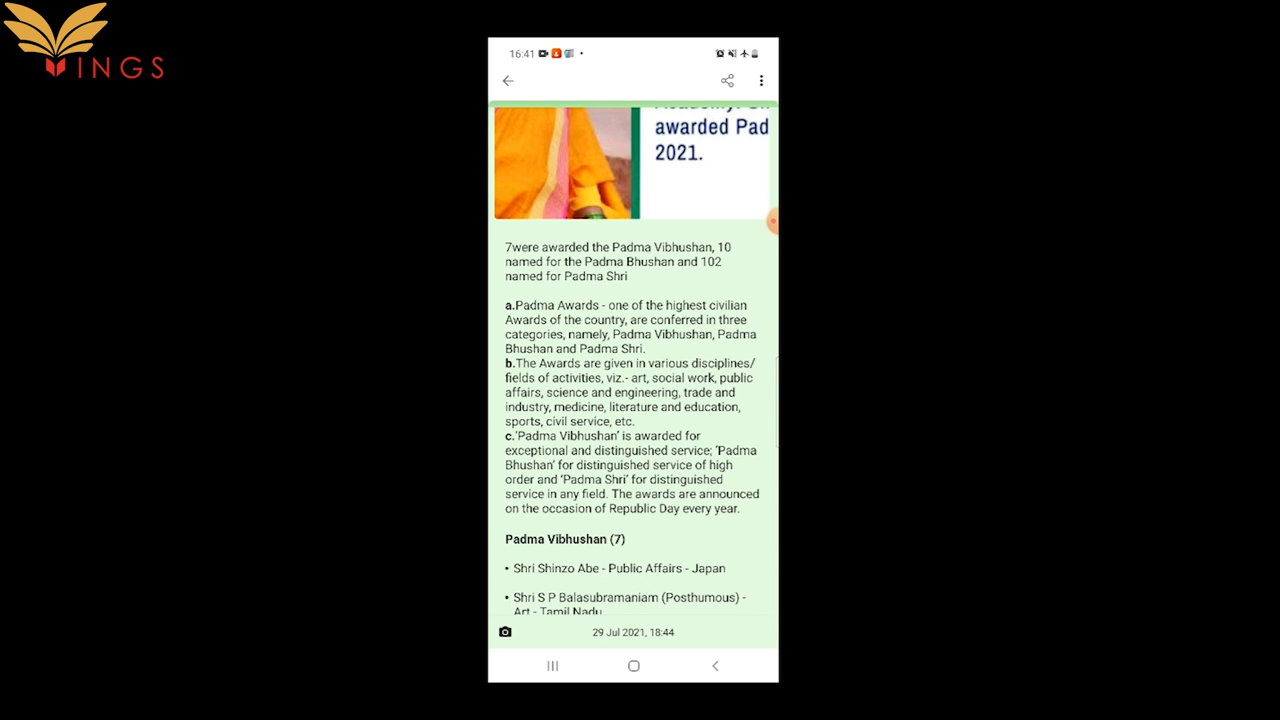 INGS
16:41
awarded Pad
2021.
7were awarded the Padma Vibhushan, 10
named for the Padma Bhushan and 102
named for Padma Shri
a.Padma Awards - one of the highest civilian
Awards of the country, are conferred in three
categories, namely, Padma Vibhushan, Padma
Bhushan and Padma Shri.
b.The Awards are given in various disciplines/
fields of activities, viz.- art, social work, public
affairs, science and engineering, trade and
industry, medicine, literature and education,
sports, civil service, etc.
c.'Padma Vibhushan' is awarded for
exceptional and distinguished service; 'Padma
Bhushan' for distinguished service of high
order and 'Padma Shri' for distinguished
service in any field. The awards are announced
on the occasion of Republic Day every year.
Padma Vibhushan (7)
• Shri Shinzo Abe - Public Affairs - Japan
• Shri S P Balasubramaniam (Posthumous) -
Art - Tamil Nadu
29 Jul 2021, 18:44